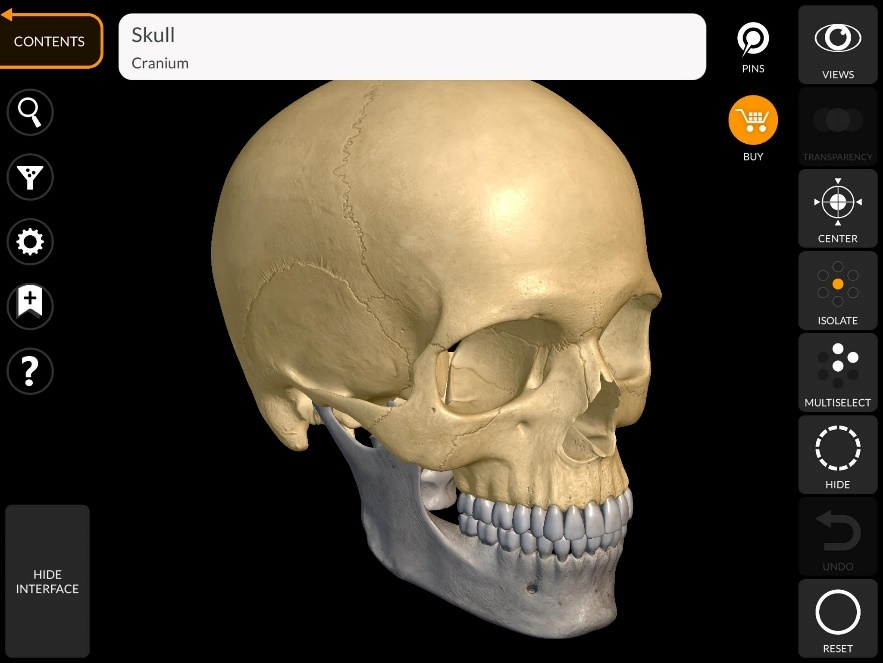 CONTENTS
Skull
Cranium
PINS
BUY
VIEWS
TRANSPARENCY
CENTER
ISOLATE
MULTISELECT
HIDE
UNDO
RESET
?
HIDE
INTERFACE